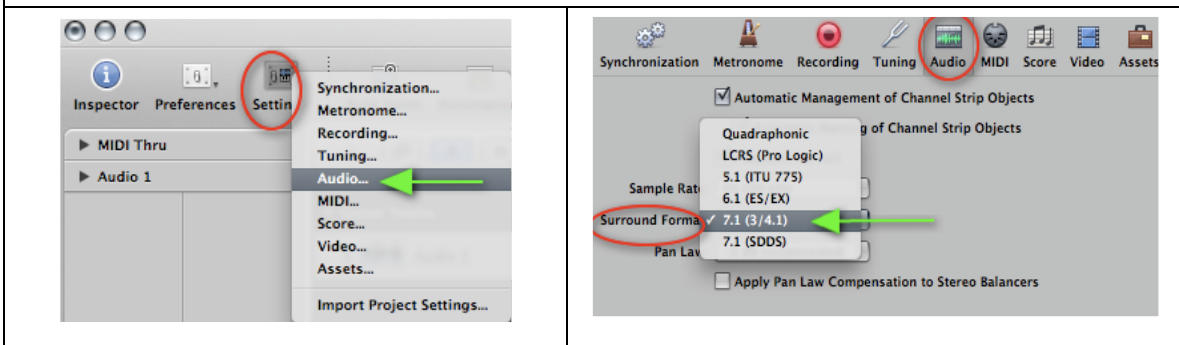 Inspector Preferences
Synchronization...
Metronome...
Recording...
Tuning...
Audio...
MIDI...
Score...
Video...
Assets...
Import Project Settings...
MIDI Thru
Audio 1
Synchronization Metronome Recording Tuning Audio MIDI Score Video Assets
Automatic Management of Channel Strip Objects
of Channel Strip Objects
Quadraphonic
LCRS (Pro Logic)
5.1 (ITU 775)
6.1 (ES/EX)
7.1 (3/4.1)
7.1 (SDDS)
Sample Rat
Surround Forma
Pan Law
Apply Pan Law Compensation to Stereo Balancers